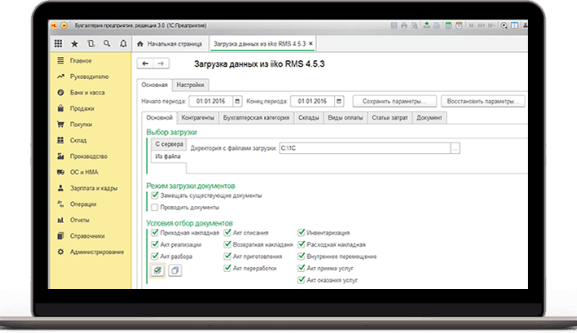 Бухгалтерия предприятия, редакция 3.0 (1С:Предприятие)
Начальная страница
Загрузка данных из iiko RMS 4.5.3 ×
Главное
Руководителю
Банк и касса
Продажи
Покупки
Склад
Производство
ОС и НМА
Зарплата и кадры
Операции
Отчеты
Справочники
Администрирование
Загрузка данных из iiko RMS 4.5.3
Основная Настройки
Начало периода: 01.01.2016 Конец периода: 01.01.2016 Сохранить параметры... Восстановить параметры...
Основной Контрагенты Бухгалтерская категория Склады Виды оплаты Статьи затрат Документ
Выбор загрузки
С сервера
Из файла
Директория с файлами загрузки: C:\1C ...
Режим загрузки документов
Замещать существующие документы
Проводить документы
Условия отбор документов
Приходная накладная Акт списания Инвентаризация
Акт реализации Возвратная накладная Расходная накладная
Акт разбора Акт приготовления Внутреннее перемещение
Акт переработки Акт приема услуг
Акт оказания услуг